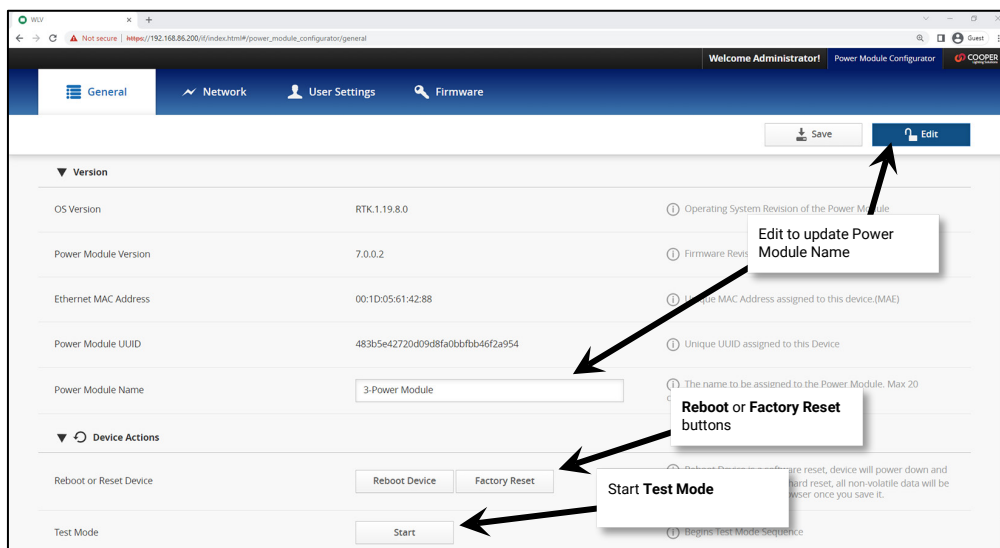 WLV
Not secure | https://192.168.86.200/if/index.html#/power_module_configurator/general
Guest
Welcome Administrator!
Power Module Configurator
COOPER
Lighting Solutions
General
Network
User Settings
Firmware
Save
Edit
Version
OS Version
RTK.1.19.8.0
Operating System Revision of the Power Module
Edit to update Power
Module Name
Power Module Version
7.0.0.2
Firmware Revis
Ethernet MAC Address
00:1D:05:61:42:88
Unique MAC Address assigned to this device.(MAE)
Power Module UUID
483b5e42720d09d8fa0bbfbb46f2a954
Unique UUID assigned to this Device
Power Module Name
3-Power Module
The name to be assigned to the Power Module. Max 20
Reboot or Factory Reset
buttons
Device Actions
Reboot or Reset Device
Reboot Device
Factory Reset
reset, device will power down and
hard reset, all non-volatile data will be
once you save it.
Start Test Mode
Test Mode
Start
Begins Test Mode Sequence